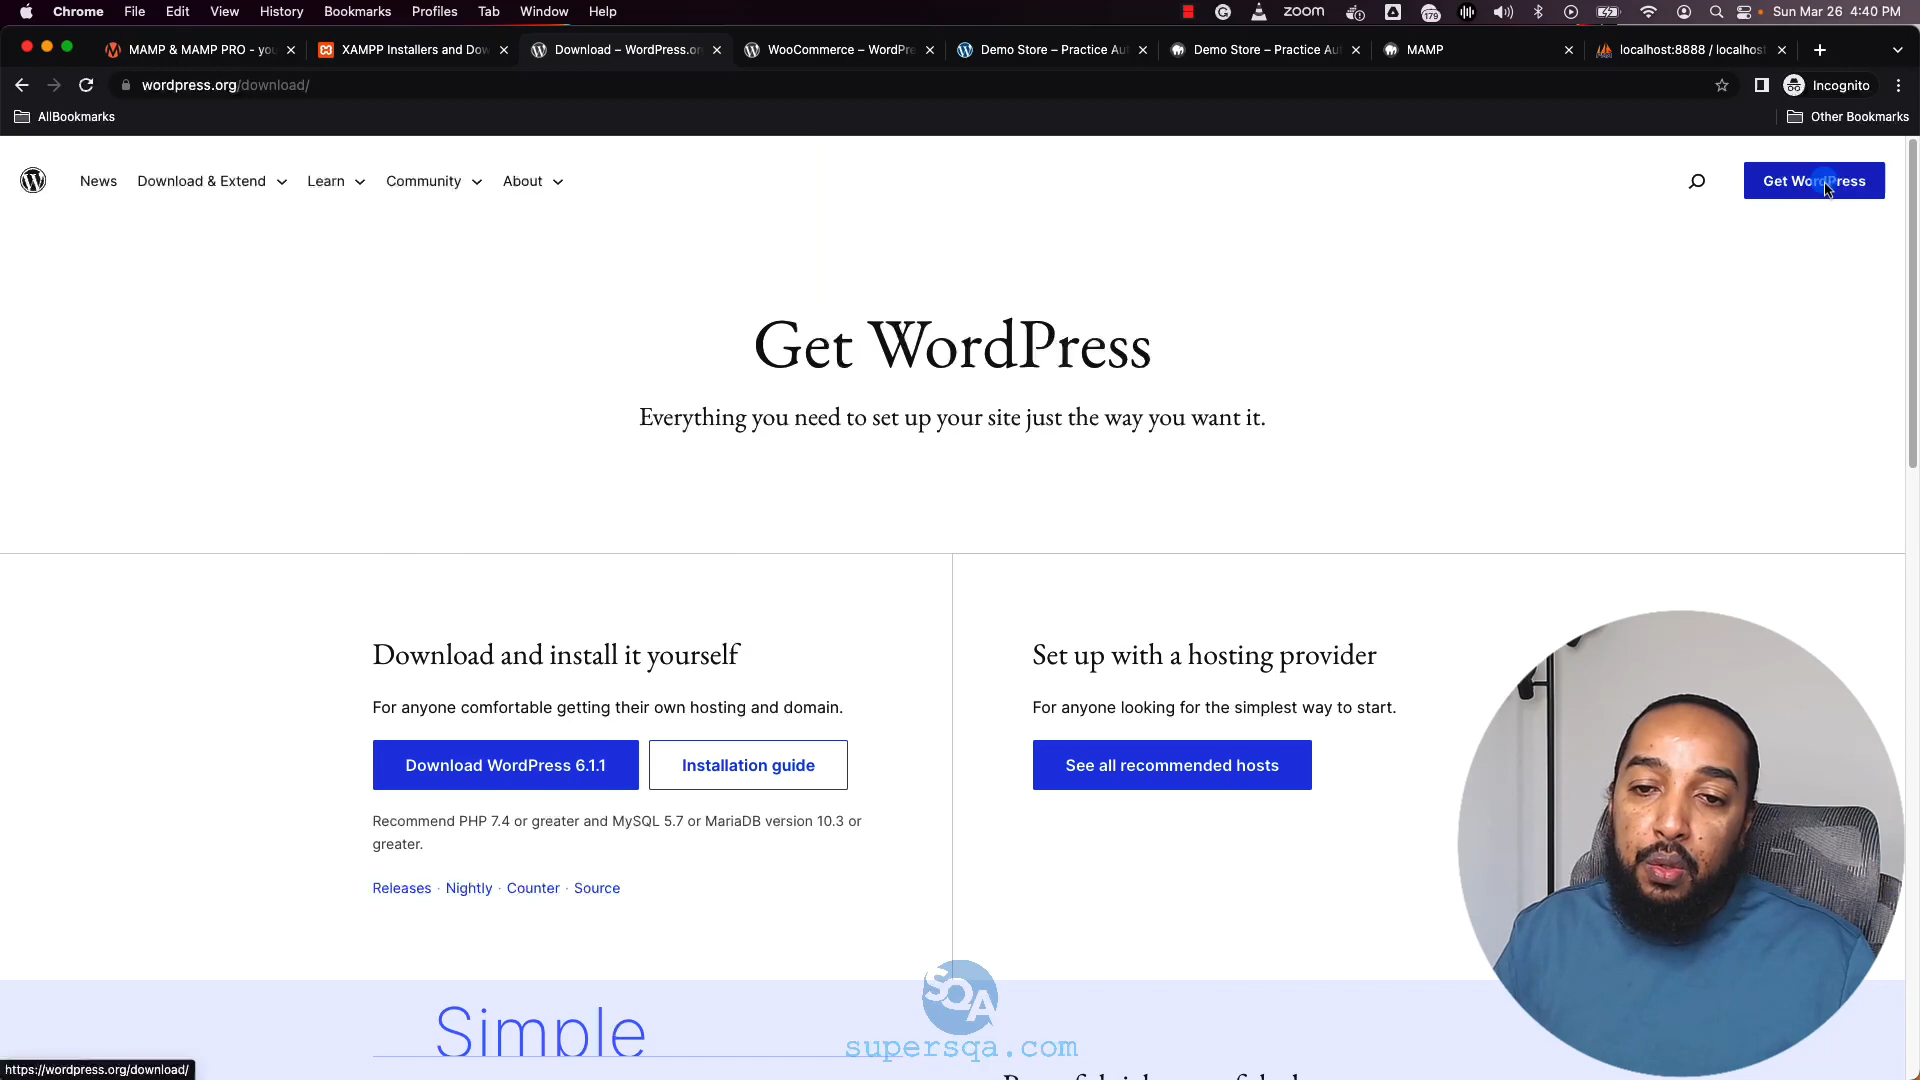 Chrome File Edit View History Bookmarks Profiles Tab Window Help
zoom 179 Sun Mar 26 4:40 PM
MAMP & MAMP PRO - yo
XAMPP Installers and Dow
Download – WordPress.or
WooCommerce – WordPre
Demo Store – Practice Au
Demo Store – Practice Au
MAMP
localhost:8888 / localhos
wordpress.org/download/
Incognito
AllBookmarks
Other Bookmarks
News Download & Extend Learn Community About
Get WordPress
Get WordPress
Everything you need to set up your site just the way you want it.
Download and install it yourself
For anyone comfortable getting their own hosting and domain.
Download WordPress 6.1.1
Installation guide
Recommend PHP 7.4 or greater and MySQL 5.7 or MariaDB version 10.3 or
greater.
Releases · Nightly · Counter · Source
Set up with a hosting provider
For anyone looking for the simplest way to start.
See all recommended hosts
Simple
SQA
supersqa.com
https://wordpress.org/download/